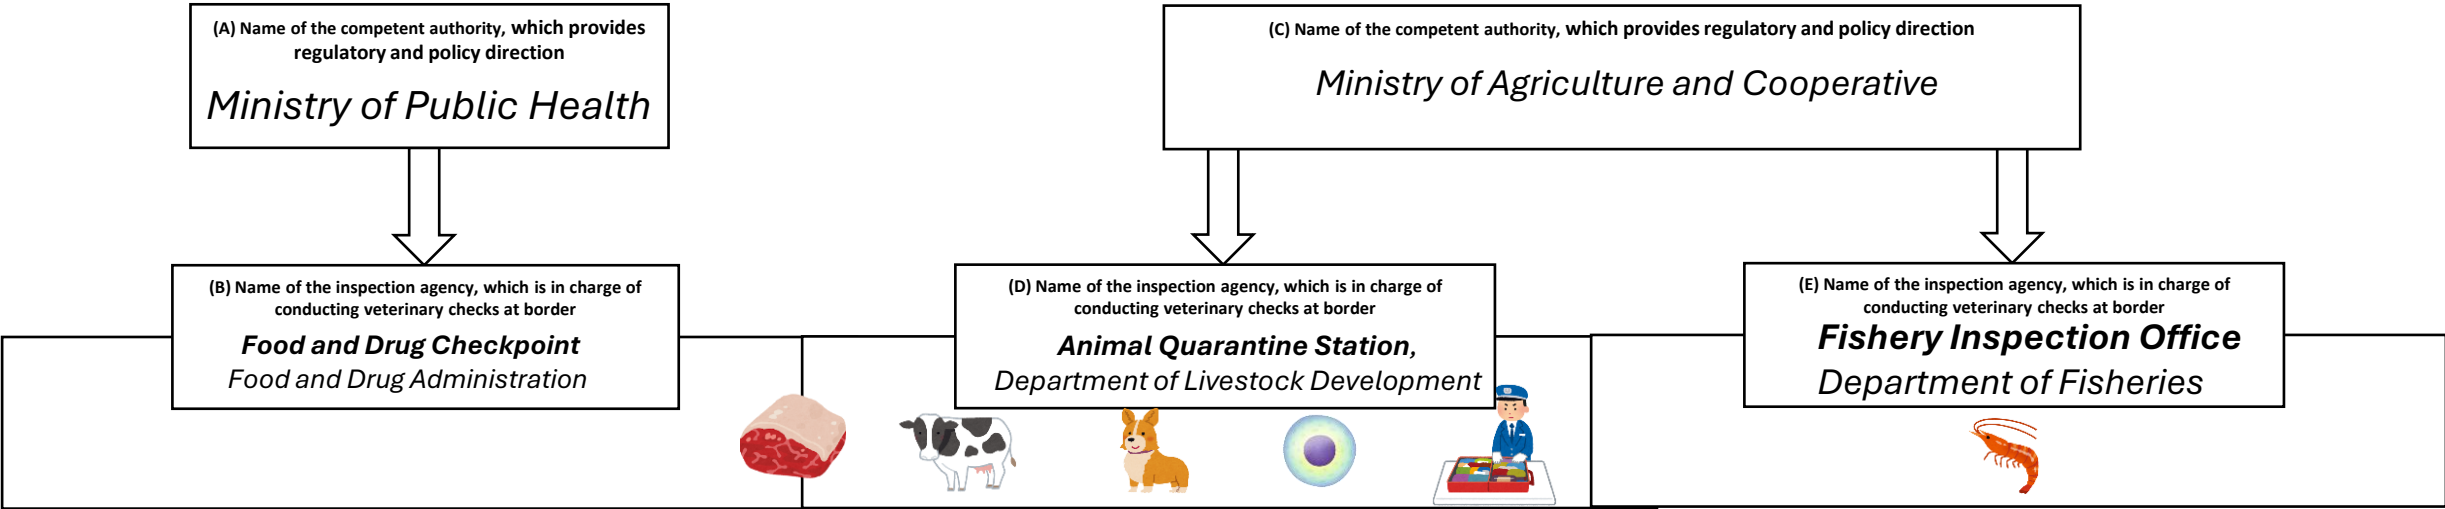 (A) Name of the competent authority, which provides
regulatory and policy direction
Ministry of Public Health
(C) Name of the competent authority, which provides regulatory and policy direction
Ministry of Agriculture and Cooperative
(B) Name of the inspection agency, which is in charge of
conducting veterinary checks at border
Food and Drug Checkpoint
Food and Drug Administration
(D) Name of the inspection agency, which is in charge of
conducting veterinary checks at border
Animal Quarantine Station,
Department of Livestock Development
(E) Name of the inspection agency, which is in charge of
conducting veterinary checks at border
Fishery Inspection Office
Department of Fisheries